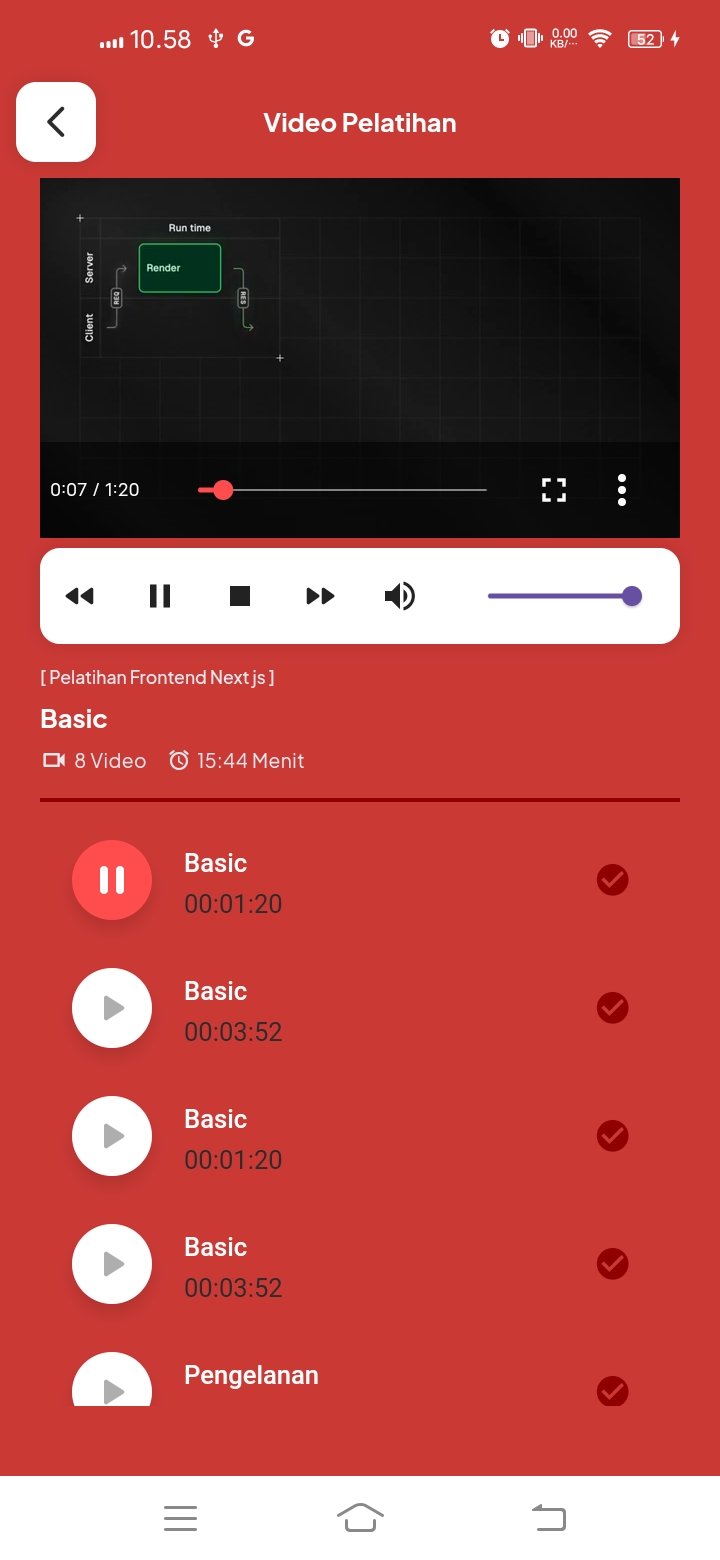 10.58
0.00
KB/...
52
Video Pelatihan
Run time
Server
Render
REQ
RES
Client
0:07 / 1:20
[ Pelatihan Frontend Next js ]
Basic
8 Video 15:44 Menit
Basic
00:01:20
Basic
00:03:52
Basic
00:01:20
Basic
00:03:52
Pengelanan